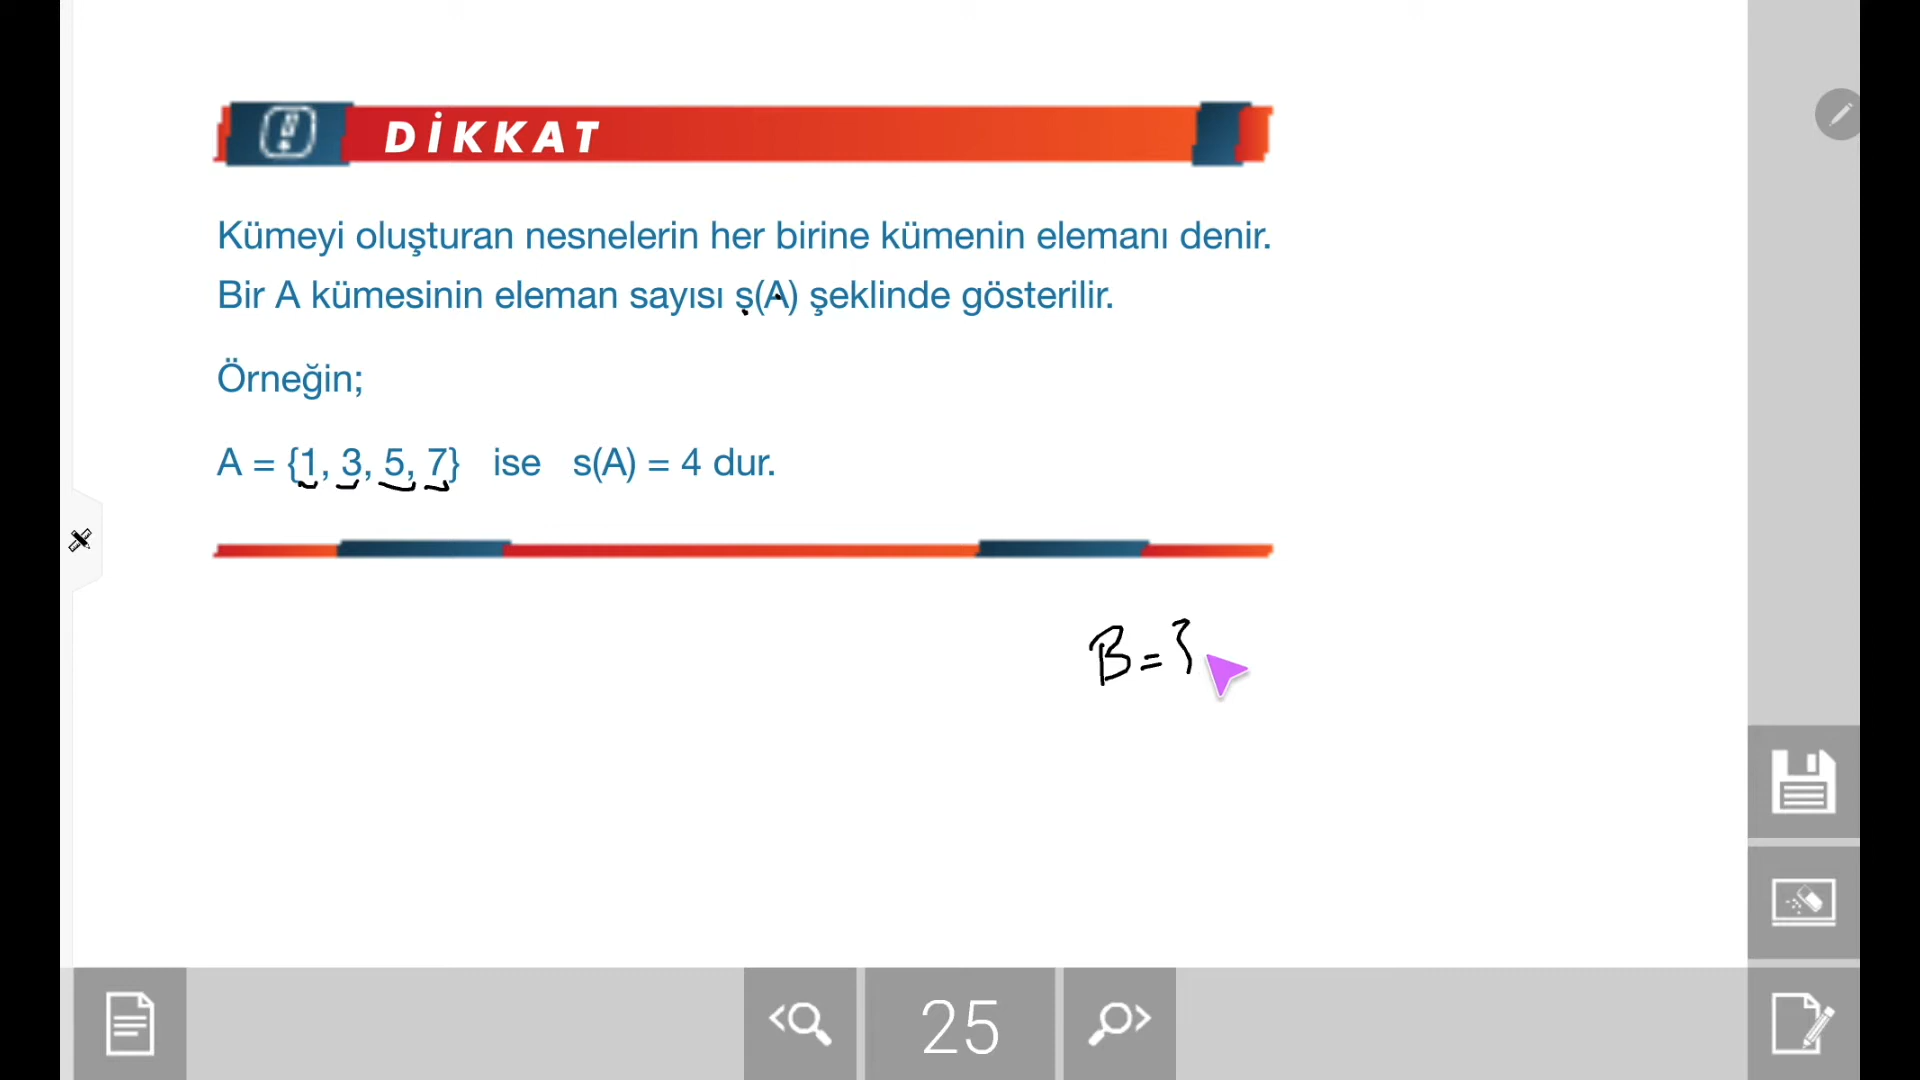 DİKKAT
Kümeyi oluşturan nesnelerin her birine kümenin elemanı denir.
Bir A kümesinin eleman sayısı s(A) şeklinde gösterilir.
Örneğin;
A = {1, 3, 5, 7} ise s(A) = 4 dur.
B = {
25